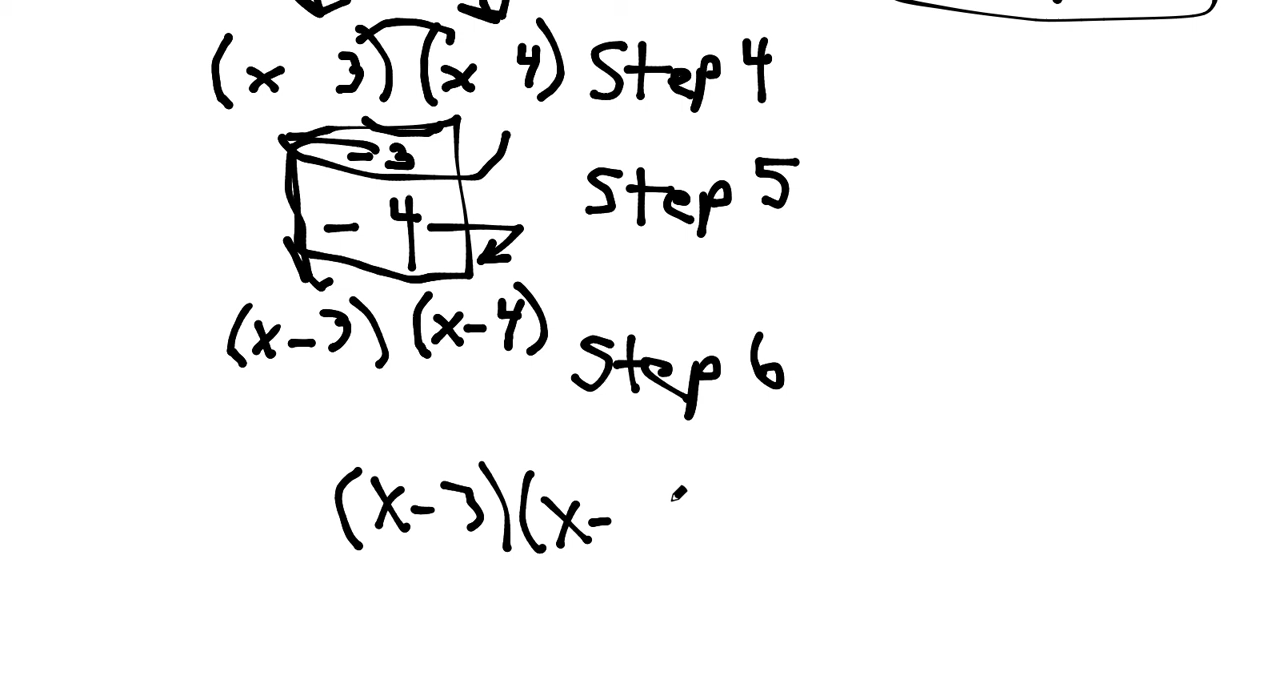 (x 3)(x 4) Step 4
- 3
Step 5
- 4
(x-3) (x-4)
Step 6
(x-3)(x-